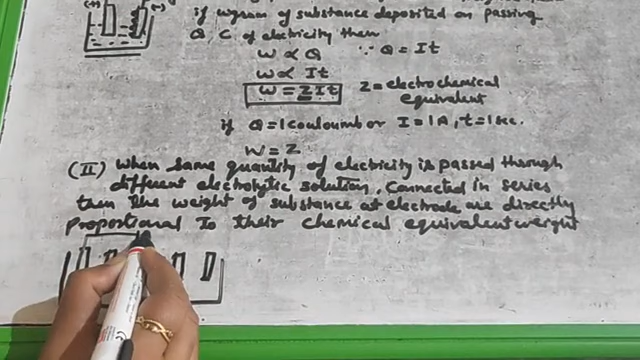 (+) (-)
if wgram of substance deposited on passing
Q, C of electricity then
W ∝ Q ∵ Q = It
W ∝ It
W = ZIt Z = electrochemical
equivalent
if Q = 1 couloumb or I = 1A, t = 1 sec.
W = Z
(II) When Same quantity of electricity is passed through
different electrolytic solution, Connected in series
then the weight of substance at electrode are directly
Proportional To their chemical equivalent weight